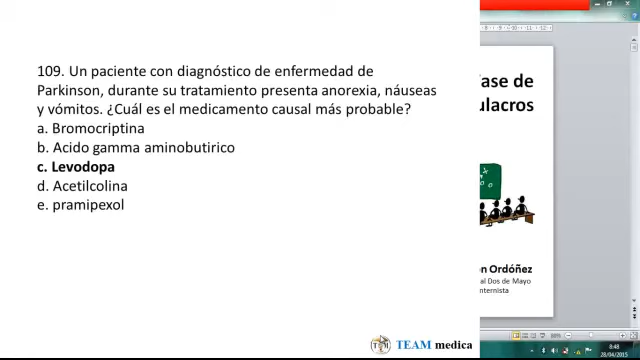 109. Un paciente con diagnóstico de enfermedad de
Parkinson, durante su tratamiento presenta anorexia, náuseas
y vómitos. ¿Cuál es el medicamento causal más probable?
a. Bromocriptina
b. Acido gamma aminobutirico
c. Levodopa
d. Acetilcolina
e. pramipexol
TEAM medica
ase de
ulacros
n Ordóñez
al Dos de Mayo
nternista
8:48
28/04/2015